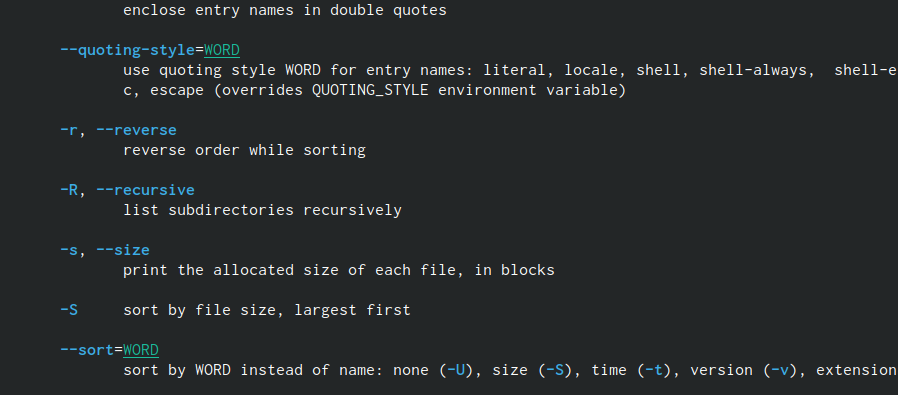 enclose entry names in double quotes
--quoting-style=WORD
use quoting style WORD for entry names: literal, locale, shell, shell-always, shell-e
c, escape (overrides QUOTING_STYLE environment variable)
-r, --reverse
reverse order while sorting
-R, --recursive
list subdirectories recursively
-s, --size
print the allocated size of each file, in blocks
-S sort by file size, largest first
--sort=WORD
sort by WORD instead of name: none (-U), size (-S), time (-t), version (-v), extension